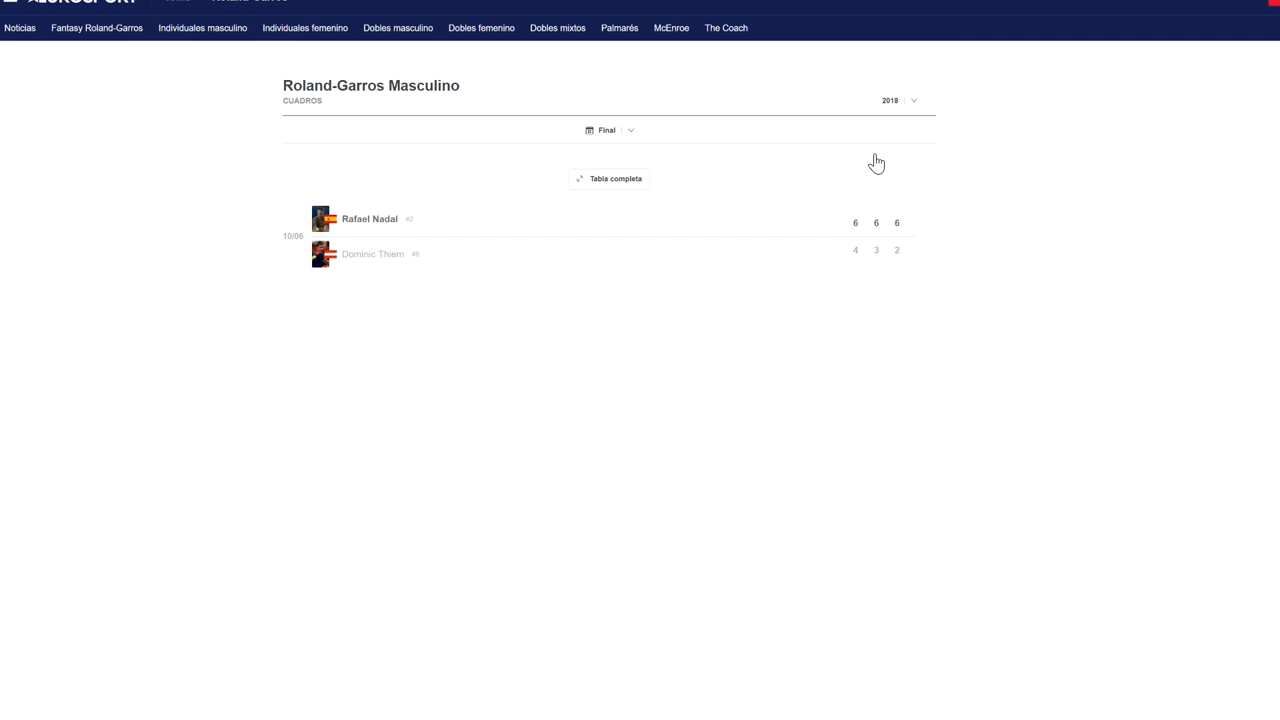 Noticias Fantasy Roland-Garros Individuales masculino Individuales femenino Dobles masculino Dobles femenino Dobles mixtos Palmarés McEnroe The Coach
Roland-Garros Masculino
CUADROS 2018
Final
Tabla completa
Rafael Nadal #2 6 6 6
10/06
Dominic Thiem 4 3 2